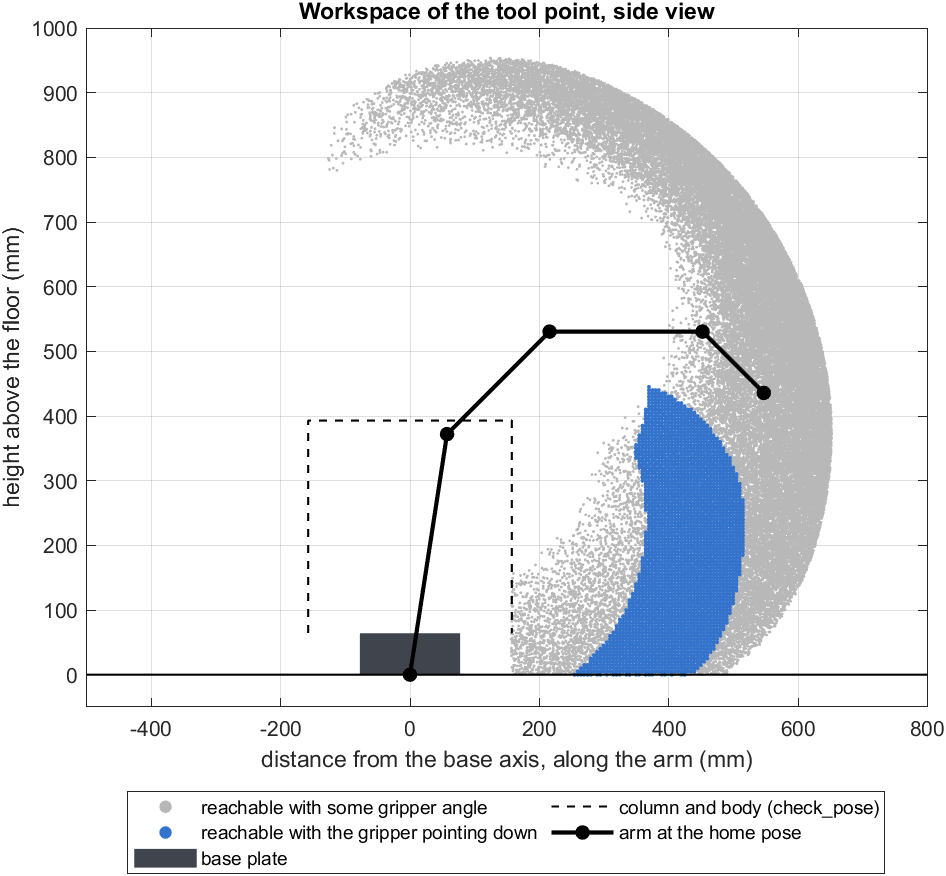 Workspace of the tool point, side view
height above the floor (mm)
1000
900
800
700
600
500
400
300
200
100
0
-400 -200 0 200 400 600 800
distance from the base axis, along the arm (mm)
reachable with some gripper angle
column and body (check_pose)
reachable with the gripper pointing down
arm at the home pose
base plate